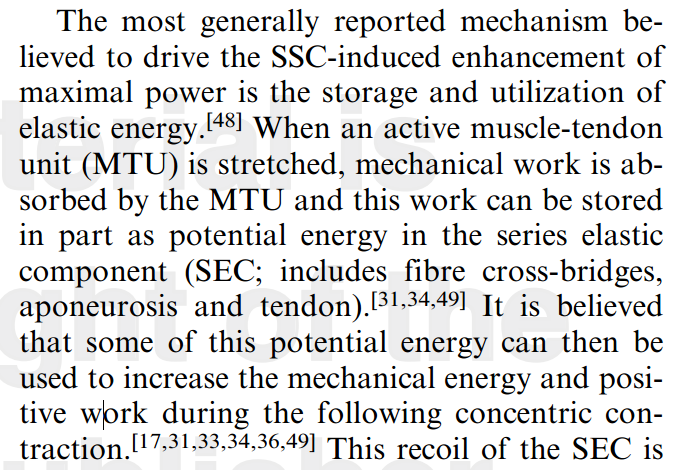 The most generally reported mechanism be-
lieved to drive the SSC-induced enhancement of
maximal power is the storage and utilization of
elastic energy.[48] When an active muscle-tendon
unit (MTU) is stretched, mechanical work is ab-
sorbed by the MTU and this work can be stored
in part as potential energy in the series elastic
component (SEC; includes fibre cross-bridges,
aponeurosis and tendon).[31,34,49] It is believed
that some of this potential energy can then be
used to increase the mechanical energy and posi-
tive work during the following concentric con-
traction.[17,31,33,34,36,49] This recoil of the SEC is